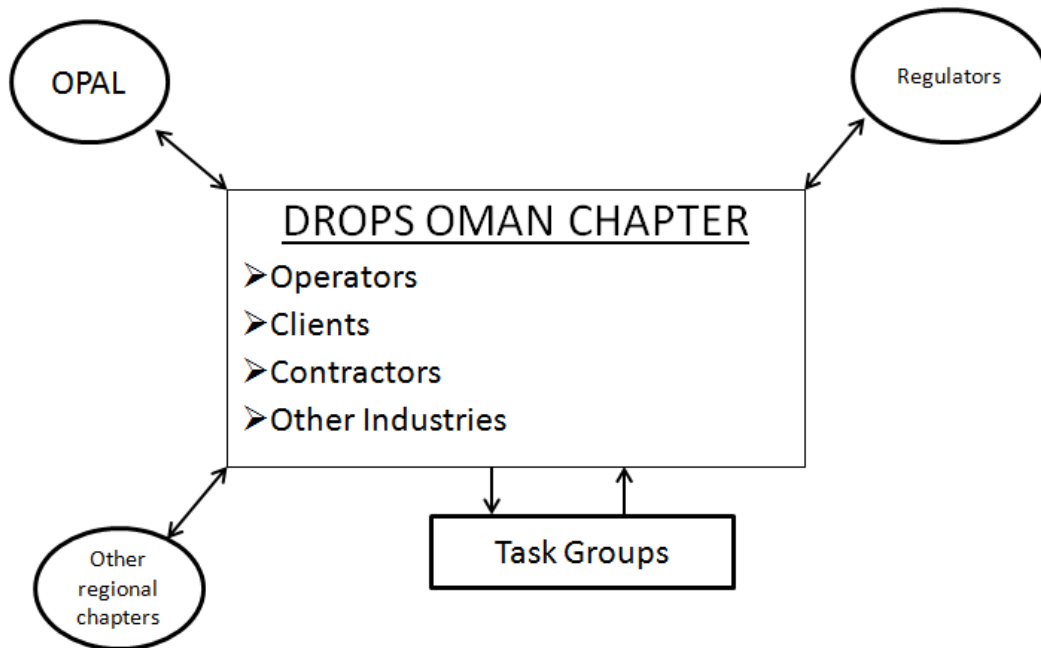 OPAL
Regulators
DROPS OMAN CHAPTER
➢Operators
➢Clients
➢Contractors
➢Other Industries
Task Groups
Other
regional
chapters